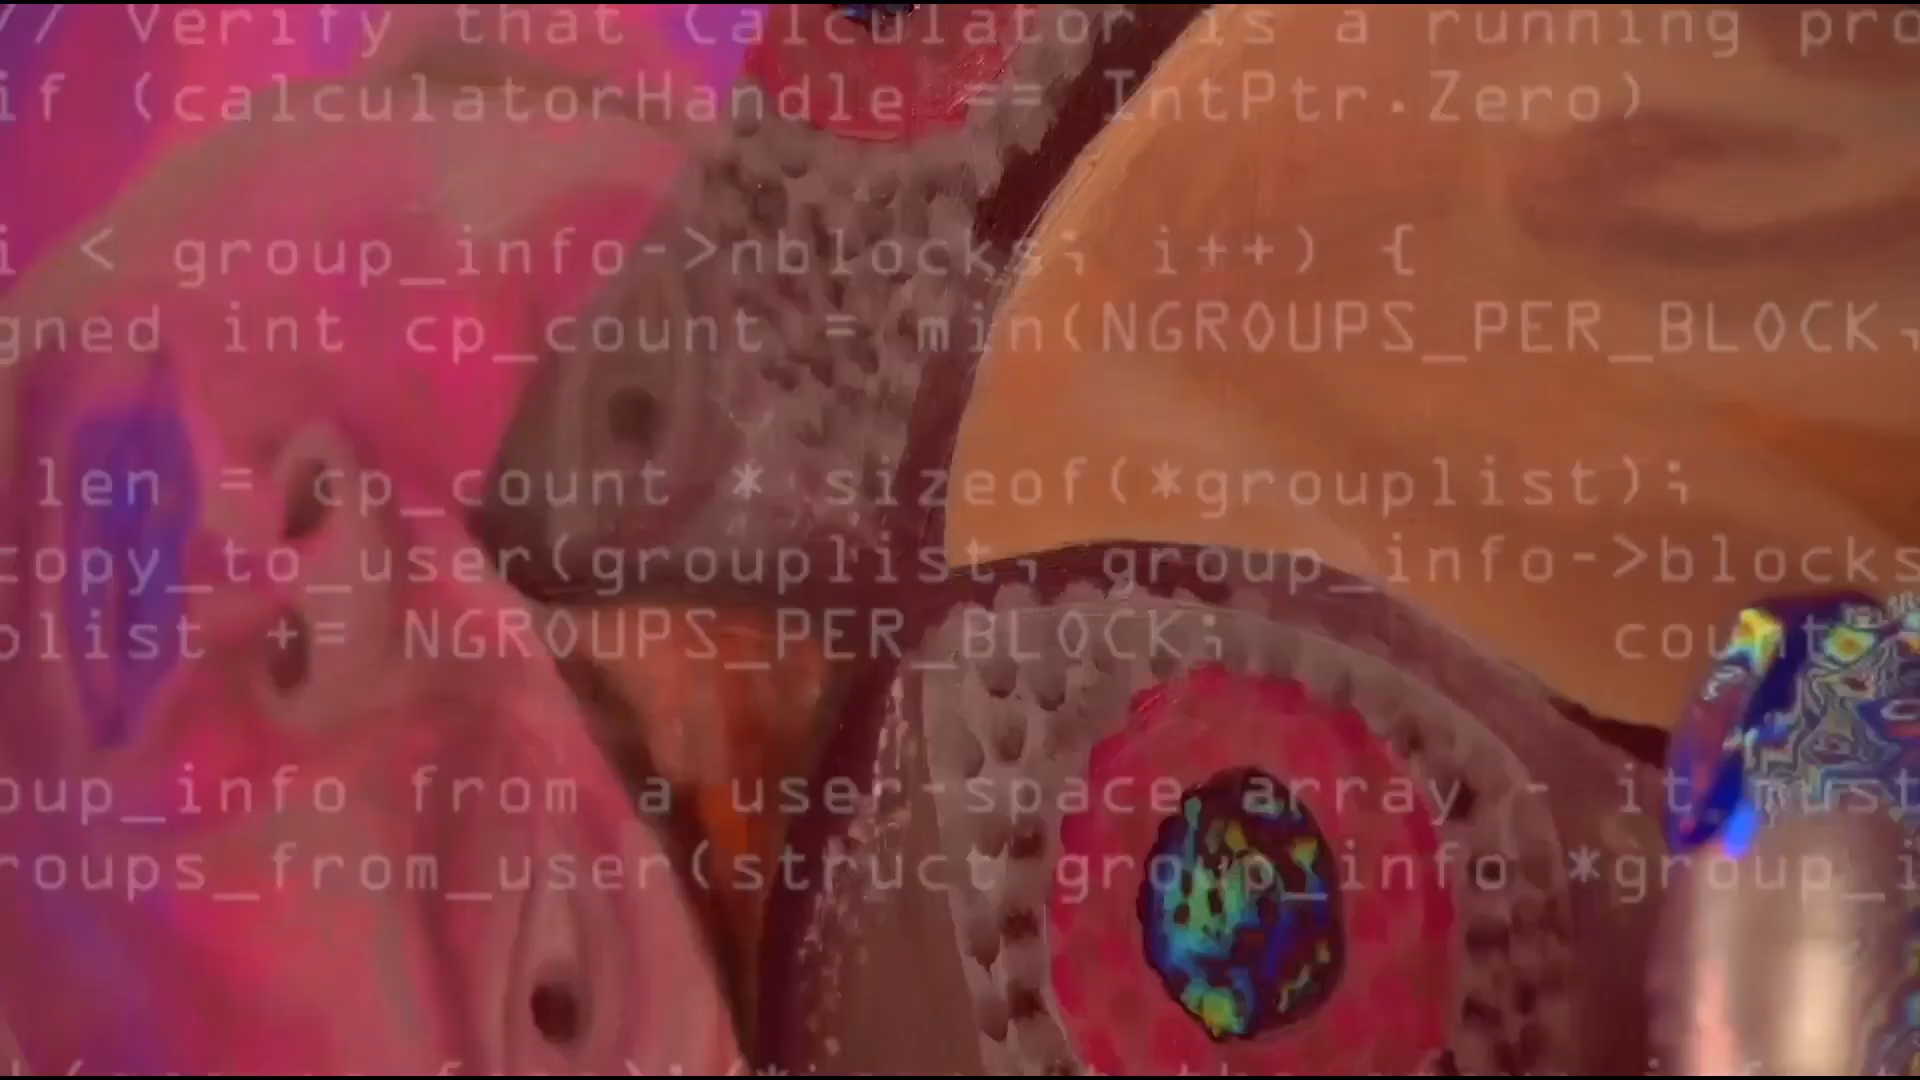 // Verify that Calculator is a running pro
if (calculatorHandle == IntPtr.Zero)
i < group_info->nblocks; i++) {
gned int cp_count = min(NGROUPS_PER_BLOCK,
len = cp_count * sizeof(*grouplist);
copy_to_user(grouplist, group_info->blocks
plist += NGROUPS_PER_BLOCK; count
oup_info from a user-space array - it must
roups_from_user(struct group_info *group_i